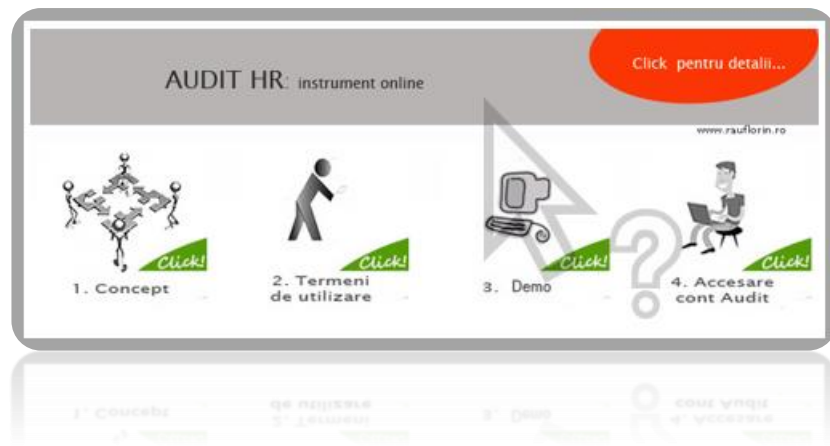 AUDIT HR: instrument online
Click pentru detalii...
www.rauflorin.ro
Click!
Click!
Click!
Click!
1. Concept
2. Termeni
de utilizare
3. Demo
4. Accesare
cont Audit